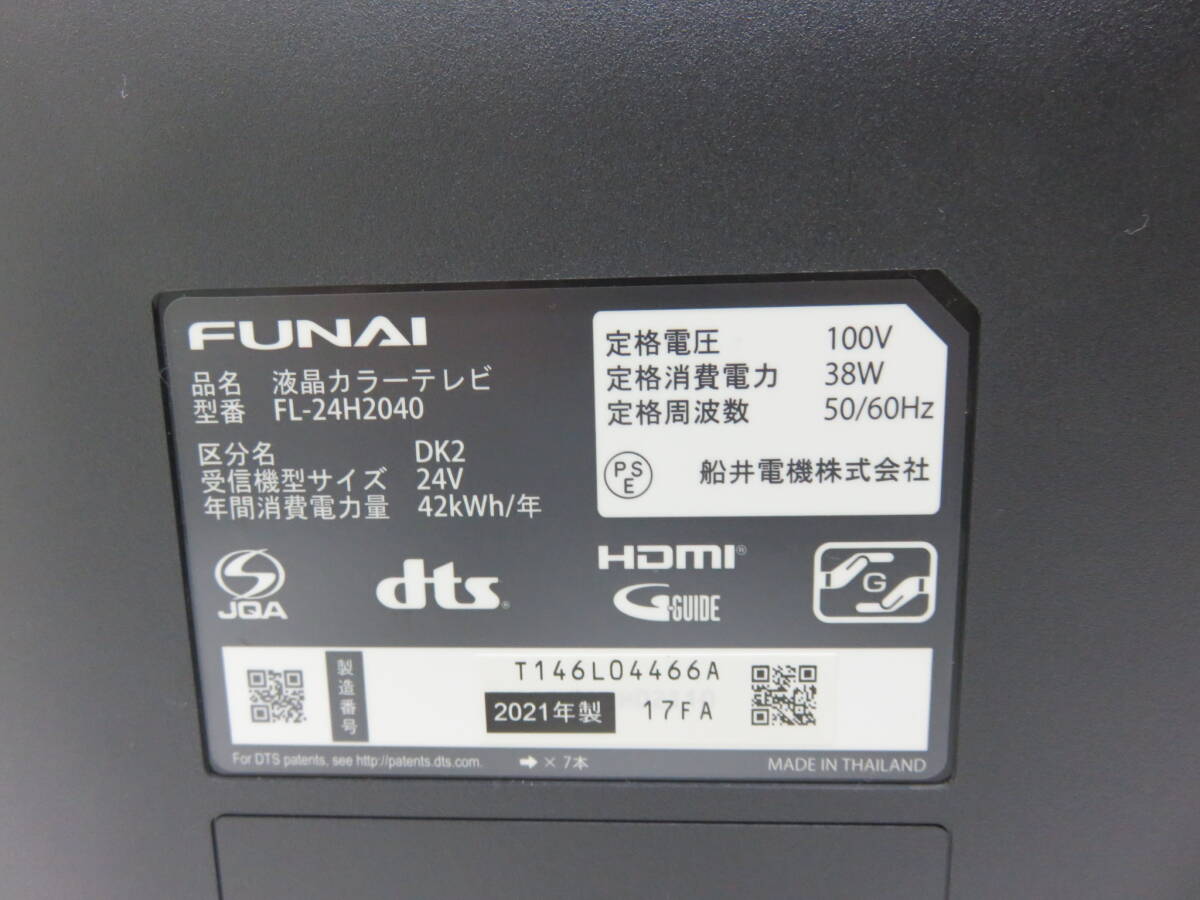 FUNAI
品名 液晶カラーテレビ
型番 FL-24H2040
区分名 DK2
受信機型サイズ 24V
年間消費電力量 42kWh/年
定格電圧 100V
定格消費電力 38W
定格周波数 50/60Hz
PSE 船井電機株式会社
JQA
dts
HDMI®
G-GUIDE
G
製造番号
T146L04466A
2021年製 17FA
For DTS patents, see http://patents.dts.com.
➡ × 7本
MADE IN THAILAND